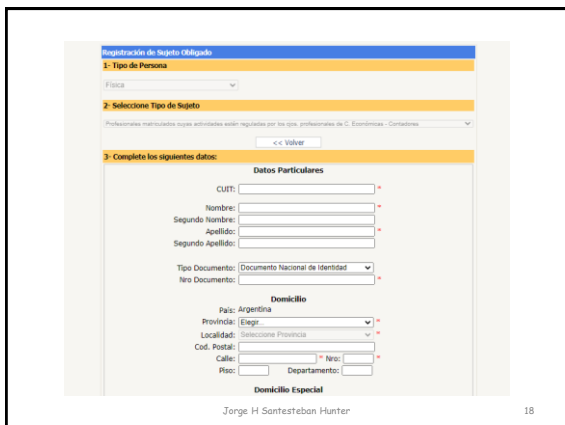 Registración de Sujeto Obligado
1- Tipo de Persona
Física
2- Seleccione Tipo de Sujeto
Profesionales matriculados cuyas actividades estén reguladas por los cjos. profesionales de C. Económicas - Contadores
<< Volver
3- Complete los siguientes datos:
Datos Particulares
CUIT: *
Nombre: *
Segundo Nombre:
Apellido: *
Segundo Apellido:
Tipo Documento: Documento Nacional de Identidad
Nro Documento: *
Domicilio
País: Argentina
Provincia: Elegir... *
Localidad: Seleccione Provincia *
Cod. Postal:
Calle: * Nro: *
Piso: Departamento:
Domicilio Especial
Jorge H Santesteban Hunter 18